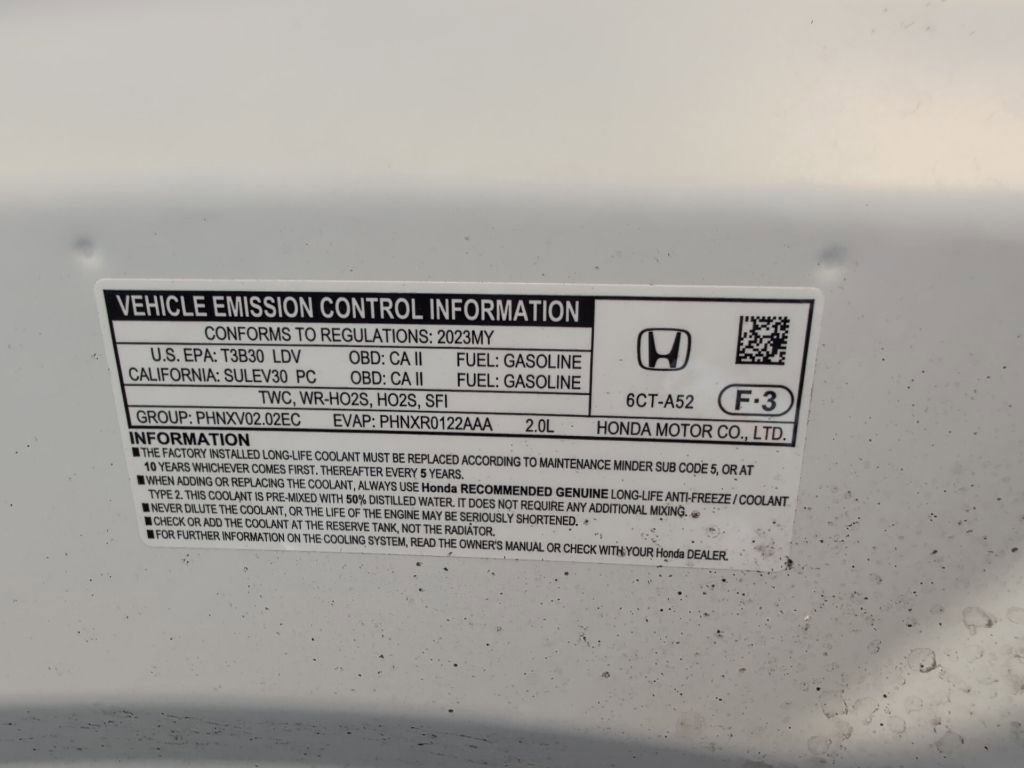 VEHICLE EMISSION CONTROL INFORMATION
CONFORMS TO REGULATIONS: 2023MY
U.S. EPA: T3B30 LDV OBD: CA II FUEL: GASOLINE
CALIFORNIA: SULEV30 PC OBD: CA II FUEL: GASOLINE
TWC, WR-HO2S, HO2S, SFI
GROUP: PHNXV02.02EC EVAP: PHNXR0122AAA 2.0L
6CT-A52 F·3
HONDA MOTOR CO., LTD.
INFORMATION
■THE FACTORY INSTALLED LONG-LIFE COOLANT MUST BE REPLACED ACCORDING TO MAINTENANCE MINDER SUB CODE 5, OR AT
10 YEARS WHICHEVER COMES FIRST. THEREAFTER EVERY 5 YEARS.
■WHEN ADDING OR REPLACING THE COOLANT, ALWAYS USE Honda RECOMMENDED GENUINE LONG-LIFE ANTI-FREEZE / COOLANT
TYPE 2. THIS COOLANT IS PRE-MIXED WITH 50% DISTILLED WATER. IT DOES NOT REQUIRE ANY ADDITIONAL MIXING.
■NEVER DILUTE THE COOLANT, OR THE LIFE OF THE ENGINE MAY BE SERIOUSLY SHORTENED.
■CHECK OR ADD THE COOLANT AT THE RESERVE TANK, NOT THE RADIATOR.
■FOR FURTHER INFORMATION ON THE COOLING SYSTEM, READ THE OWNER'S MANUAL OR CHECK WITH YOUR Honda DEALER.